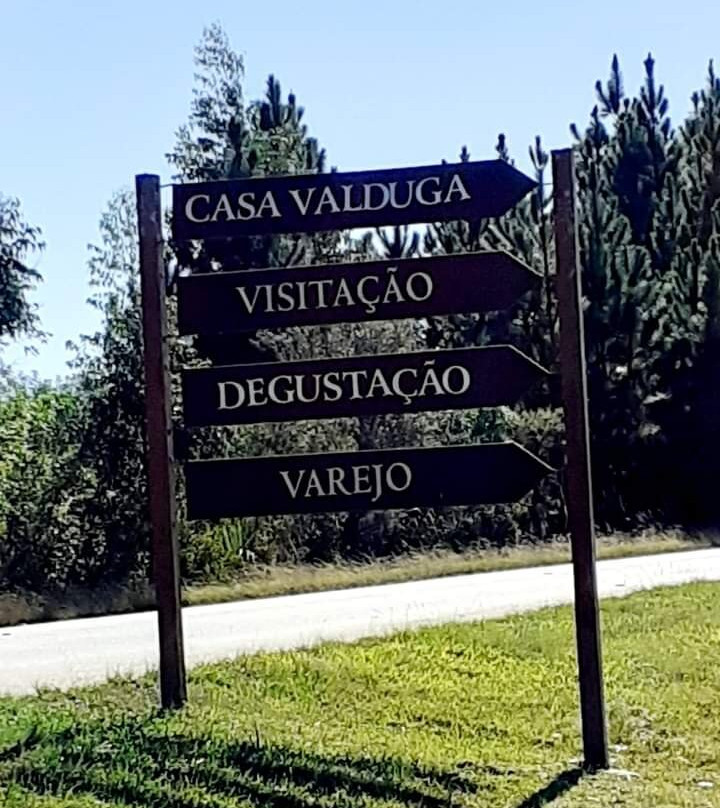 CASA VALDUGA
VISITAÇÃO
DEGUSTAÇÃO
VAREJO